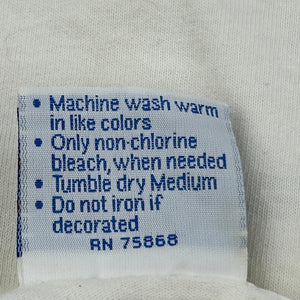 • Machine wash warm
in like colors
• Only non-chlorine
bleach, when needed
• Tumble dry Medium
• Do not iron if
decorated
RN 75868